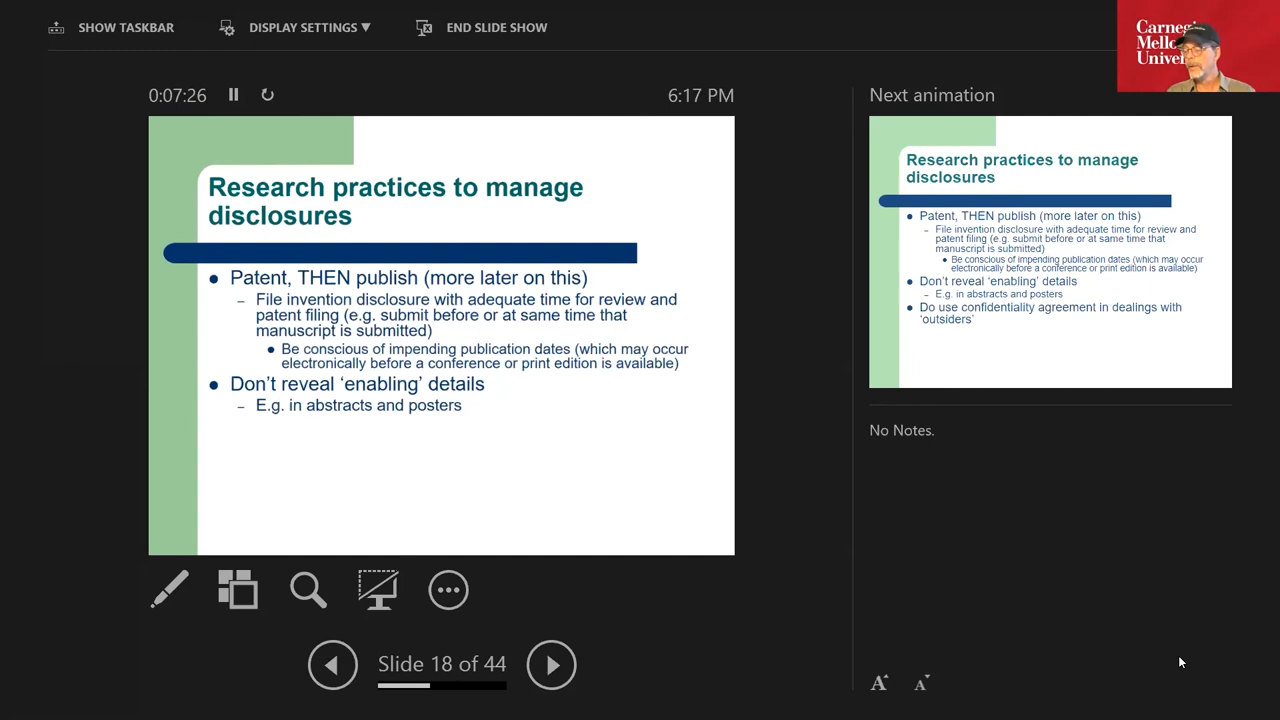 SHOW TASKBAR
DISPLAY SETTINGS ▼
END SLIDE SHOW
Carnegie
Mellon
University
0:07:26
6:17 PM
Research practices to manage
disclosures
● Patent, THEN publish (more later on this)
– File invention disclosure with adequate time for review and
patent filing (e.g. submit before or at same time that
manuscript is submitted)
● Be conscious of impending publication dates (which may occur
electronically before a conference or print edition is available)
● Don’t reveal ‘enabling’ details
– E.g. in abstracts and posters
Slide 18 of 44
Next animation
Research practices to manage
disclosures
● Patent, THEN publish (more later on this)
– File invention disclosure with adequate time for review and
patent filing (e.g. submit before or at same time that
manuscript is submitted)
● Be conscious of impending publication dates (which may occur
electronically before a conference or print edition is available)
● Don’t reveal ‘enabling’ details
– E.g. in abstracts and posters
● Do use confidentiality agreement in dealings with
‘outsiders’
No Notes.
A A